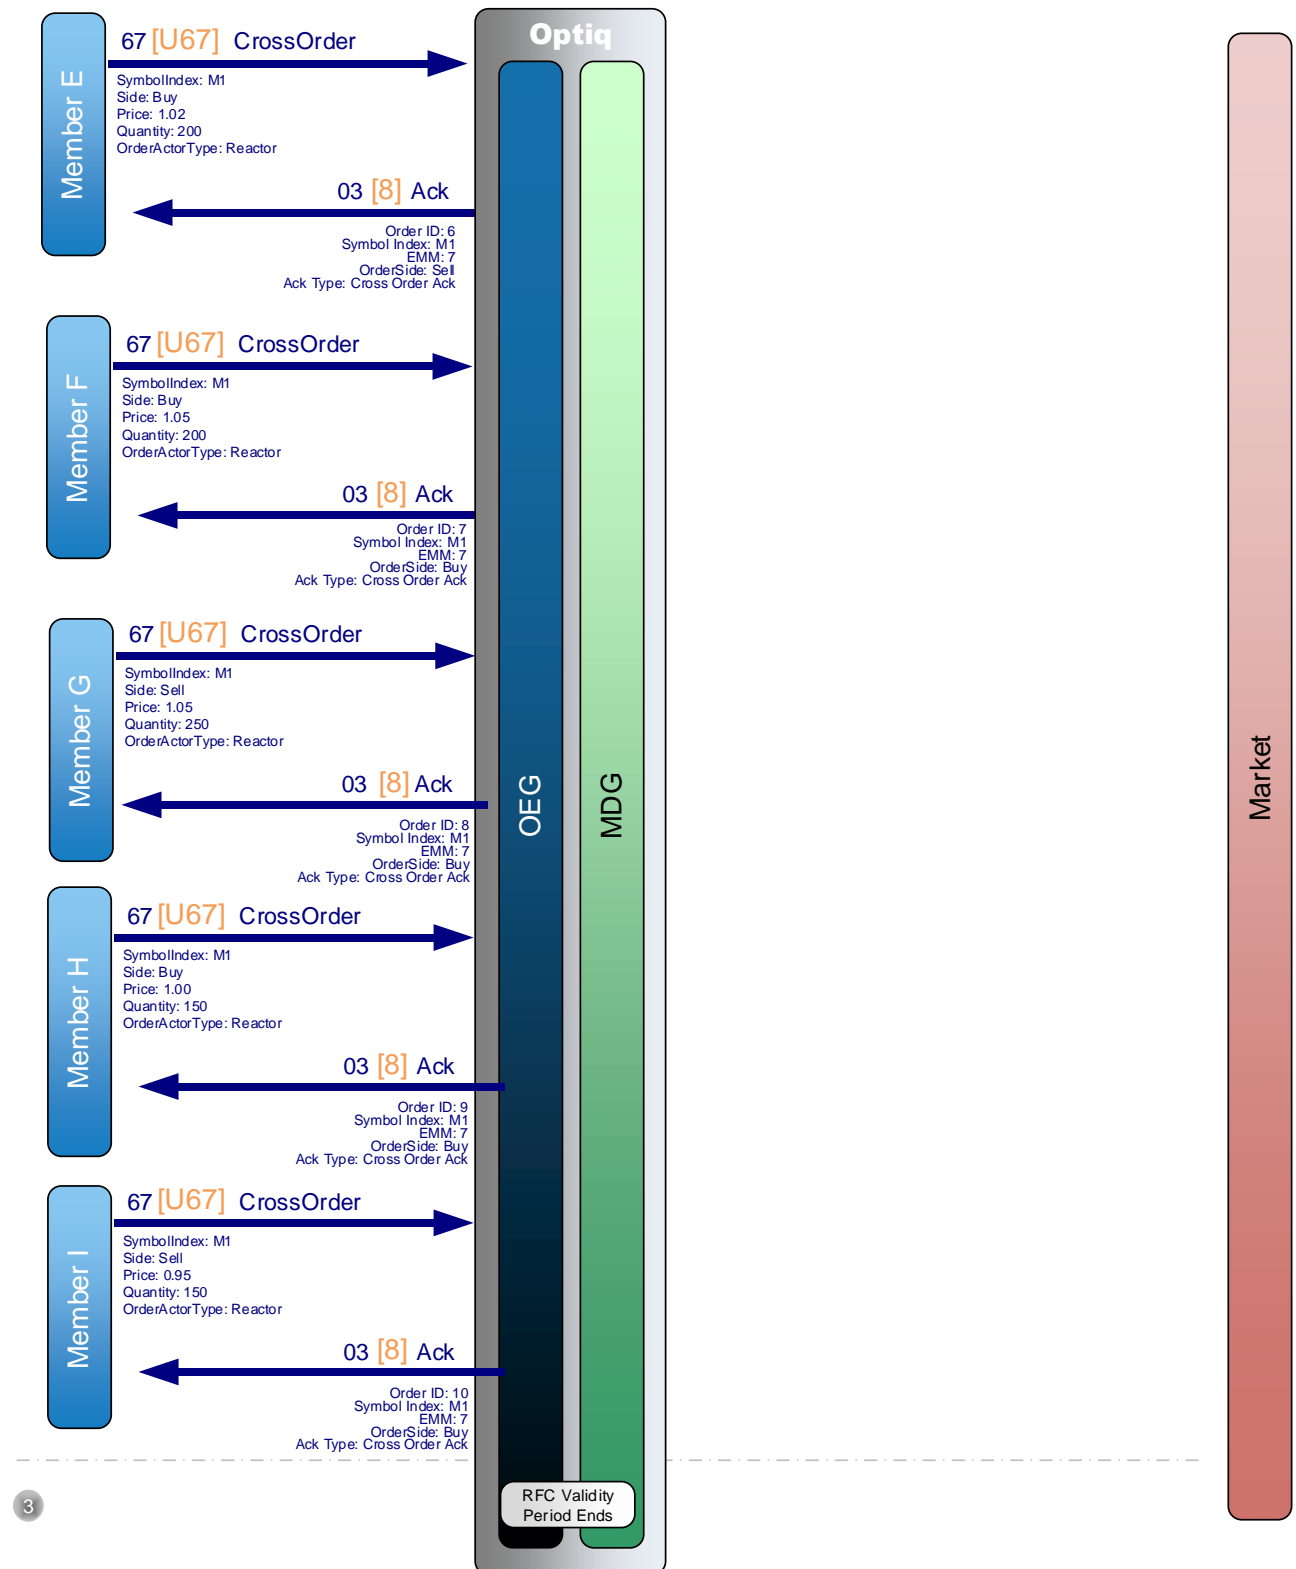 Optiq
Member E
67 [U67] CrossOrder
SymbolIndex: M1
Side: Buy
Price: 1.02
Quantity: 200
OrderActorType: Reactor
03 [8] Ack
Order ID: 6
Symbol Index: M1
EMM: 7
OrderSide: Sell
Ack Type: Cross Order Ack
Member F
67 [U67] CrossOrder
SymbolIndex: M1
Side: Buy
Price: 1.05
Quantity: 200
OrderActorType: Reactor
03 [8] Ack
Order ID: 7
Symbol Index: M1
EMM: 7
OrderSide: Buy
Ack Type: Cross Order Ack
Member G
67 [U67] CrossOrder
SymbolIndex: M1
Side: Sell
Price: 1.05
Quantity: 250
OrderActorType: Reactor
03 [8] Ack
Order ID: 8
Symbol Index: M1
EMM: 7
OrderSide: Buy
Ack Type: Cross Order Ack
OEG
MDG
Market
Member H
67 [U67] CrossOrder
SymbolIndex: M1
Side: Buy
Price: 1.00
Quantity: 150
OrderActorType: Reactor
03 [8] Ack
Order ID: 9
Symbol Index: M1
EMM: 7
OrderSide: Buy
Ack Type: Cross Order Ack
Member I
67 [U67] CrossOrder
SymbolIndex: M1
Side: Sell
Price: 0.95
Quantity: 150
OrderActorType: Reactor
03 [8] Ack
Order ID: 10
Symbol Index: M1
EMM: 7
OrderSide: Buy
Ack Type: Cross Order Ack
3
RFC Validity
Period Ends